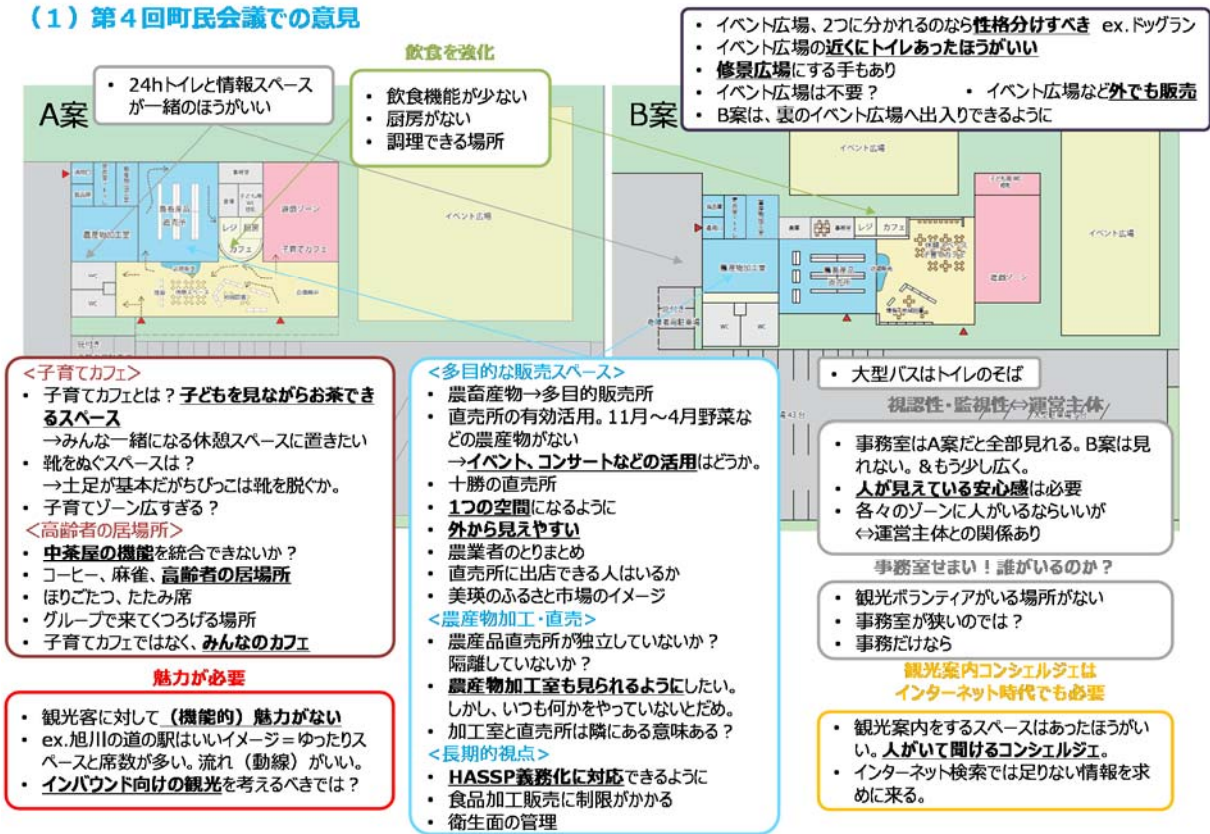 （１）第４回町民会議での意見
• イベント広場、2つに分かれるのなら性格分けすべき ex.ドッグラン
• イベント広場の近くにトイレあったほうがいい
• 修景広場にする手もあり
• イベント広場は不要？ • イベント広場など外でも販売
• B案は、裏のイベント広場へ出入りできるように
飲食を強化
• 24hトイレと情報スペース
が一緒のほうがいい
• 飲食機能が少ない
• 厨房がない
• 調理できる場所
A案
農産物加工室
農畜産品
直売所
レジ
厨房
カフェ
遊戯ゾーン
子育てカフェ
イベント広場
B案
イベント広場
農産物加工室
農畜産品
直売所
レジ
カフェ
遊戯ゾーン
イベント広場
＜子育てカフェ＞
• 子育てカフェとは？子どもを見ながらお茶でき
るスペース
→みんな一緒になる休憩スペースに置きたい
• 靴をぬぐスペースは？
→土足が基本だがちびっこは靴を脱ぐか。
• 子育てゾーン広すぎる？
＜高齢者の居場所＞
• 中茶屋の機能を統合できないか？
• コーヒー、麻雀、高齢者の居場所
• ほりごたつ、たたみ席
• グループで来てくつろげる場所
• 子育てカフェではなく、みんなのカフェ
魅力が必要
• 観光客に対して（機能的）魅力がない
• ex.旭川の道の駅はいいイメージ＝ゆったりス
ペースと席数が多い。流れ（動線）がいい。
• インバウンド向けの観光を考えるべきでは？
＜多目的な販売スペース＞
• 農畜産物→多目的販売所
• 直売所の有効活用。11月～4月野菜な
どの農産物がない
→イベント、コンサートなどの活用はどうか。
• 十勝の直売所
• 1つの空間になるように
• 外から見えやすい
• 農業者のとりまとめ
• 直売所に出店できる人はいるか
• 美瑛のふるさと市場のイメージ
＜農産物加工・直売＞
• 農産品直売所が独立していないか？
隔離していないか？
• 農産物加工室も見られるようにしたい。
しかし、いつも何かをやっていないとだめ。
• 加工室と直売所は隣にある意味ある？
＜長期的視点＞
• HASSP義務化に対応できるように
• 食品加工販売に制限がかかる
• 衛生面の管理
• 大型バスはトイレのそば
視認性・監視性⇔運営主体
• 事務室はA案だと全部見れる。B案は見
れない。＆もう少し広く。
• 人が見えている安心感は必要
• 各々のゾーンに人がいるならいいが
⇔運営主体との関係あり
事務室せまい！誰がいるのか？
• 観光ボランティアがいる場所がない
• 事務室が狭いのでは？
• 事務だけなら
観光案内コンシェルジェは
インターネット時代でも必要
• 観光案内をするスペースはあったほうがい
い。人がいて聞けるコンシェルジェ。
• インターネット検索では足りない情報を求
めに来る。